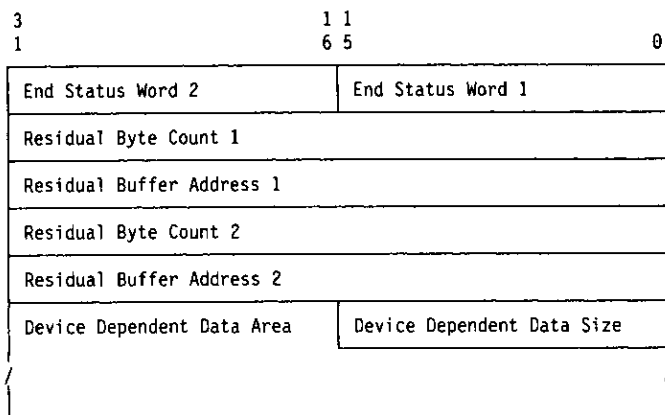 3 1 1
1 6 5 0
End Status Word 2 End Status Word 1
Residual Byte Count 1
Residual Buffer Address 1
Residual Byte Count 2
Residual Buffer Address 2
Device Dependent Data Area Device Dependent Data Size